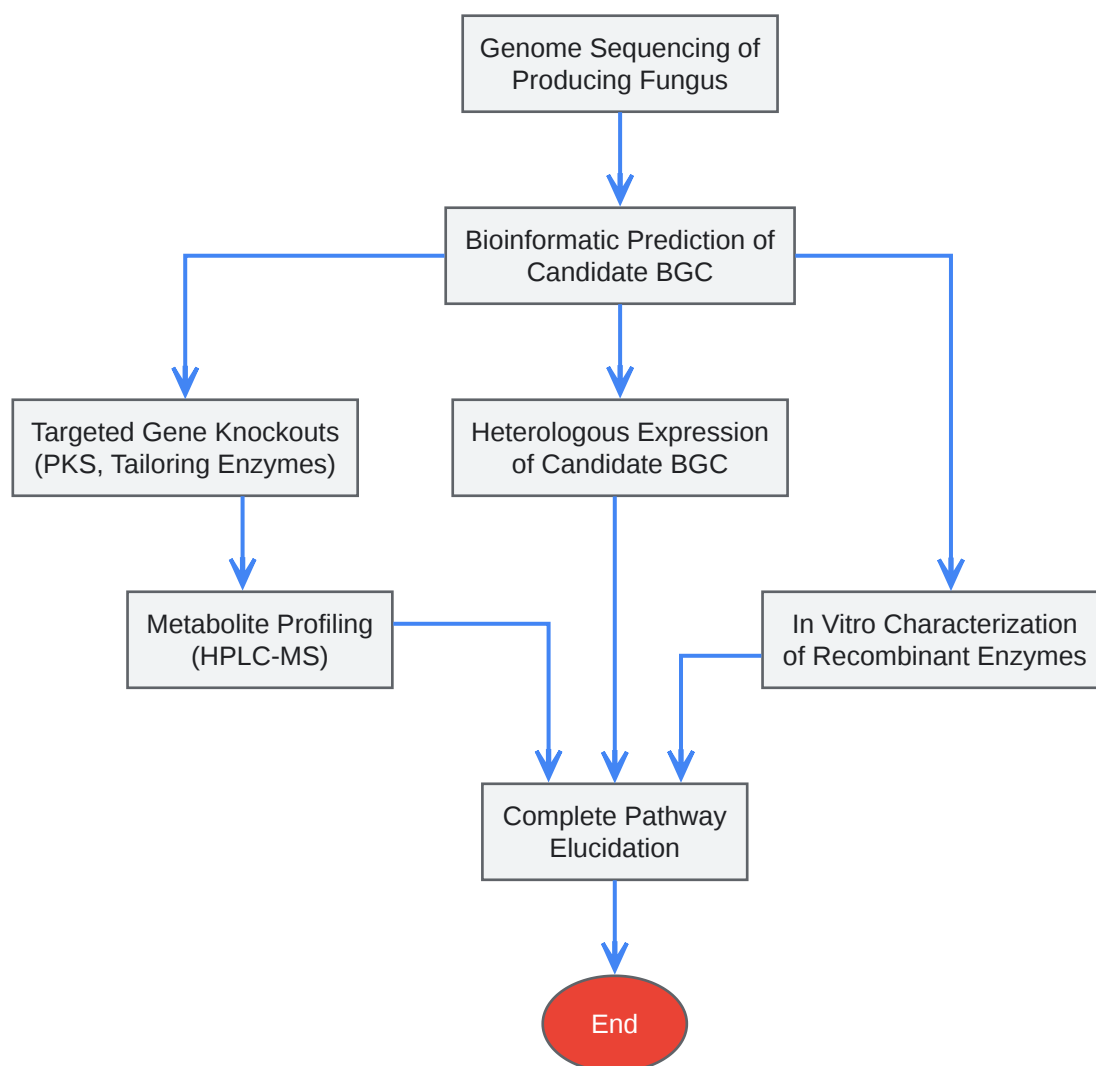 Genome Sequencing of
Producing Fungus
Bioinformatic Prediction of
Candidate BGC
Targeted Gene Knockouts
(PKS, Tailoring Enzymes)
Heterologous Expression
of Candidate BGC
Metabolite Profiling
(HPLC-MS)
In Vitro Characterization
of Recombinant Enzymes
Complete Pathway
Elucidation
End